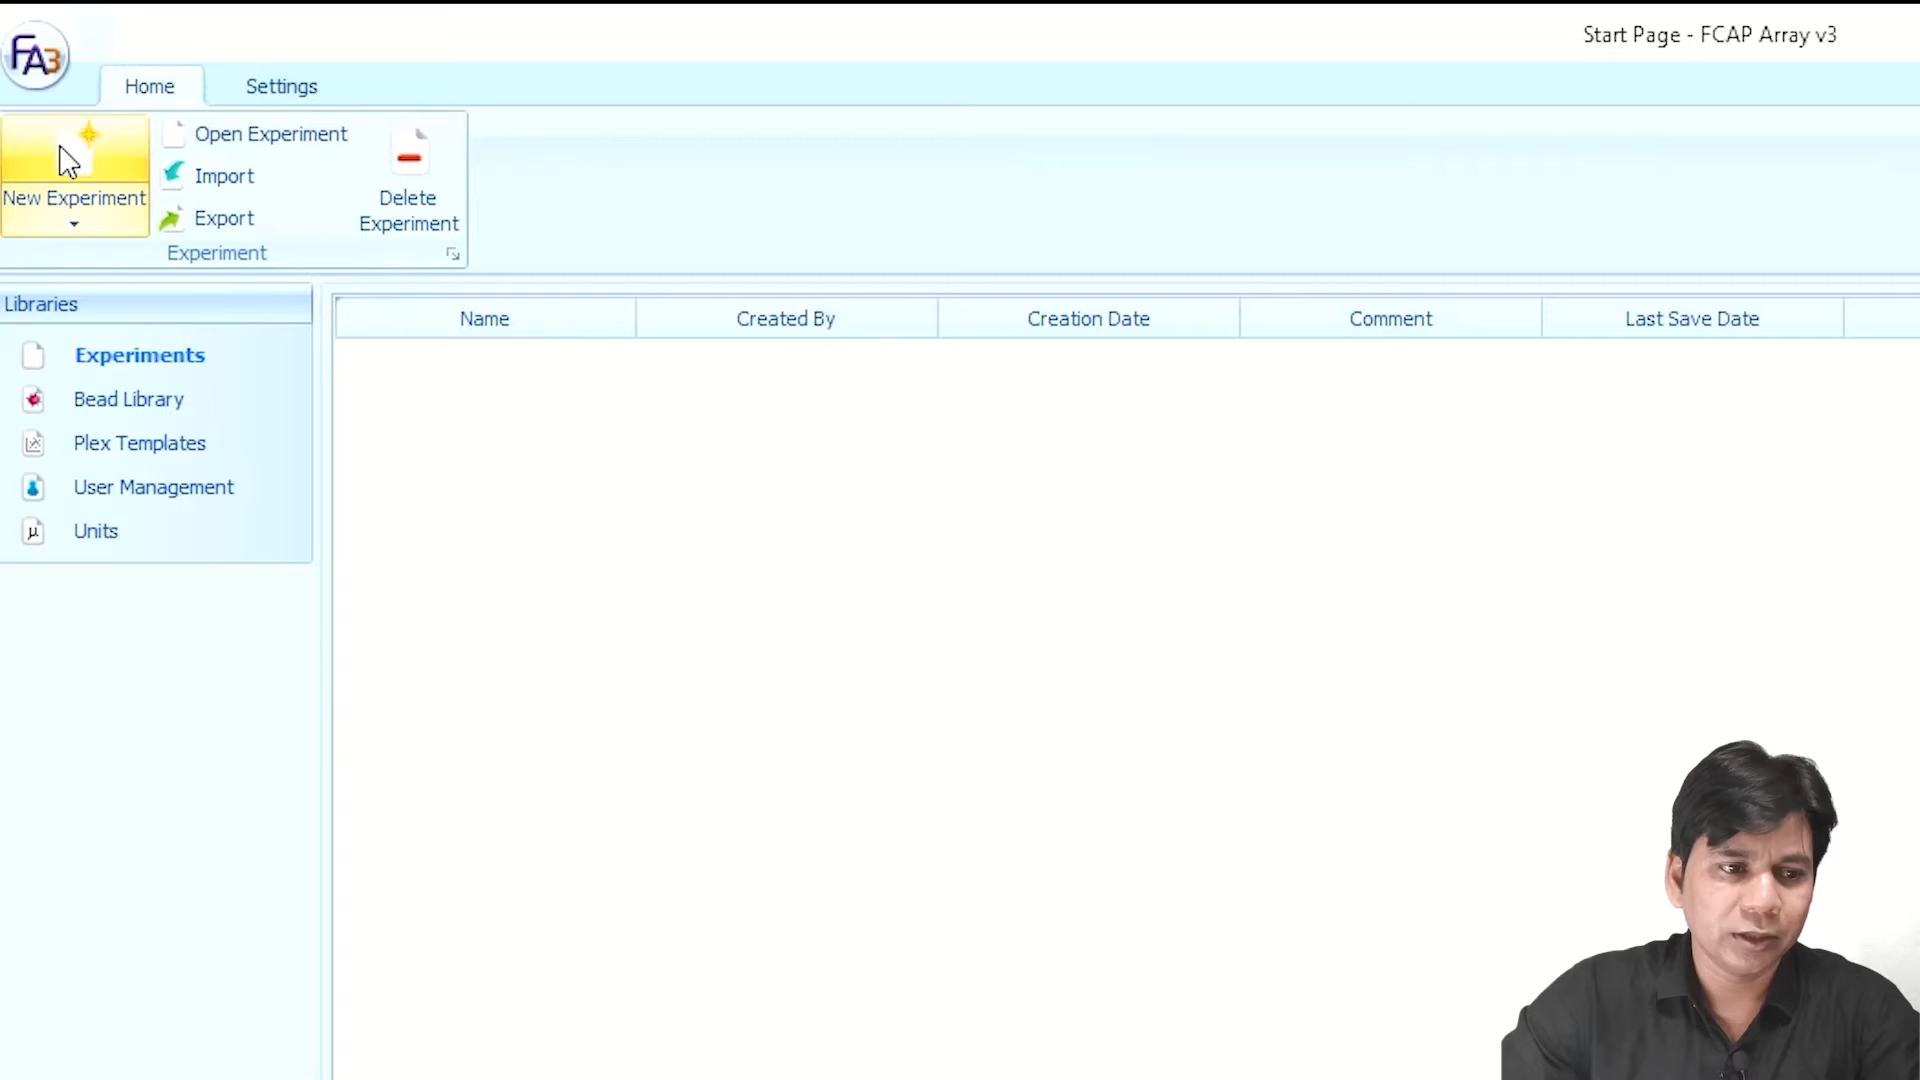 Start Page - FCAP Array v3
FA3
Home
Settings
New Experiment
Open Experiment
Import
Export
Delete
Experiment
Experiment
Libraries
Experiments
Bead Library
Plex Templates
User Management
μ Units
Name
Created By
Creation Date
Comment
Last Save Date